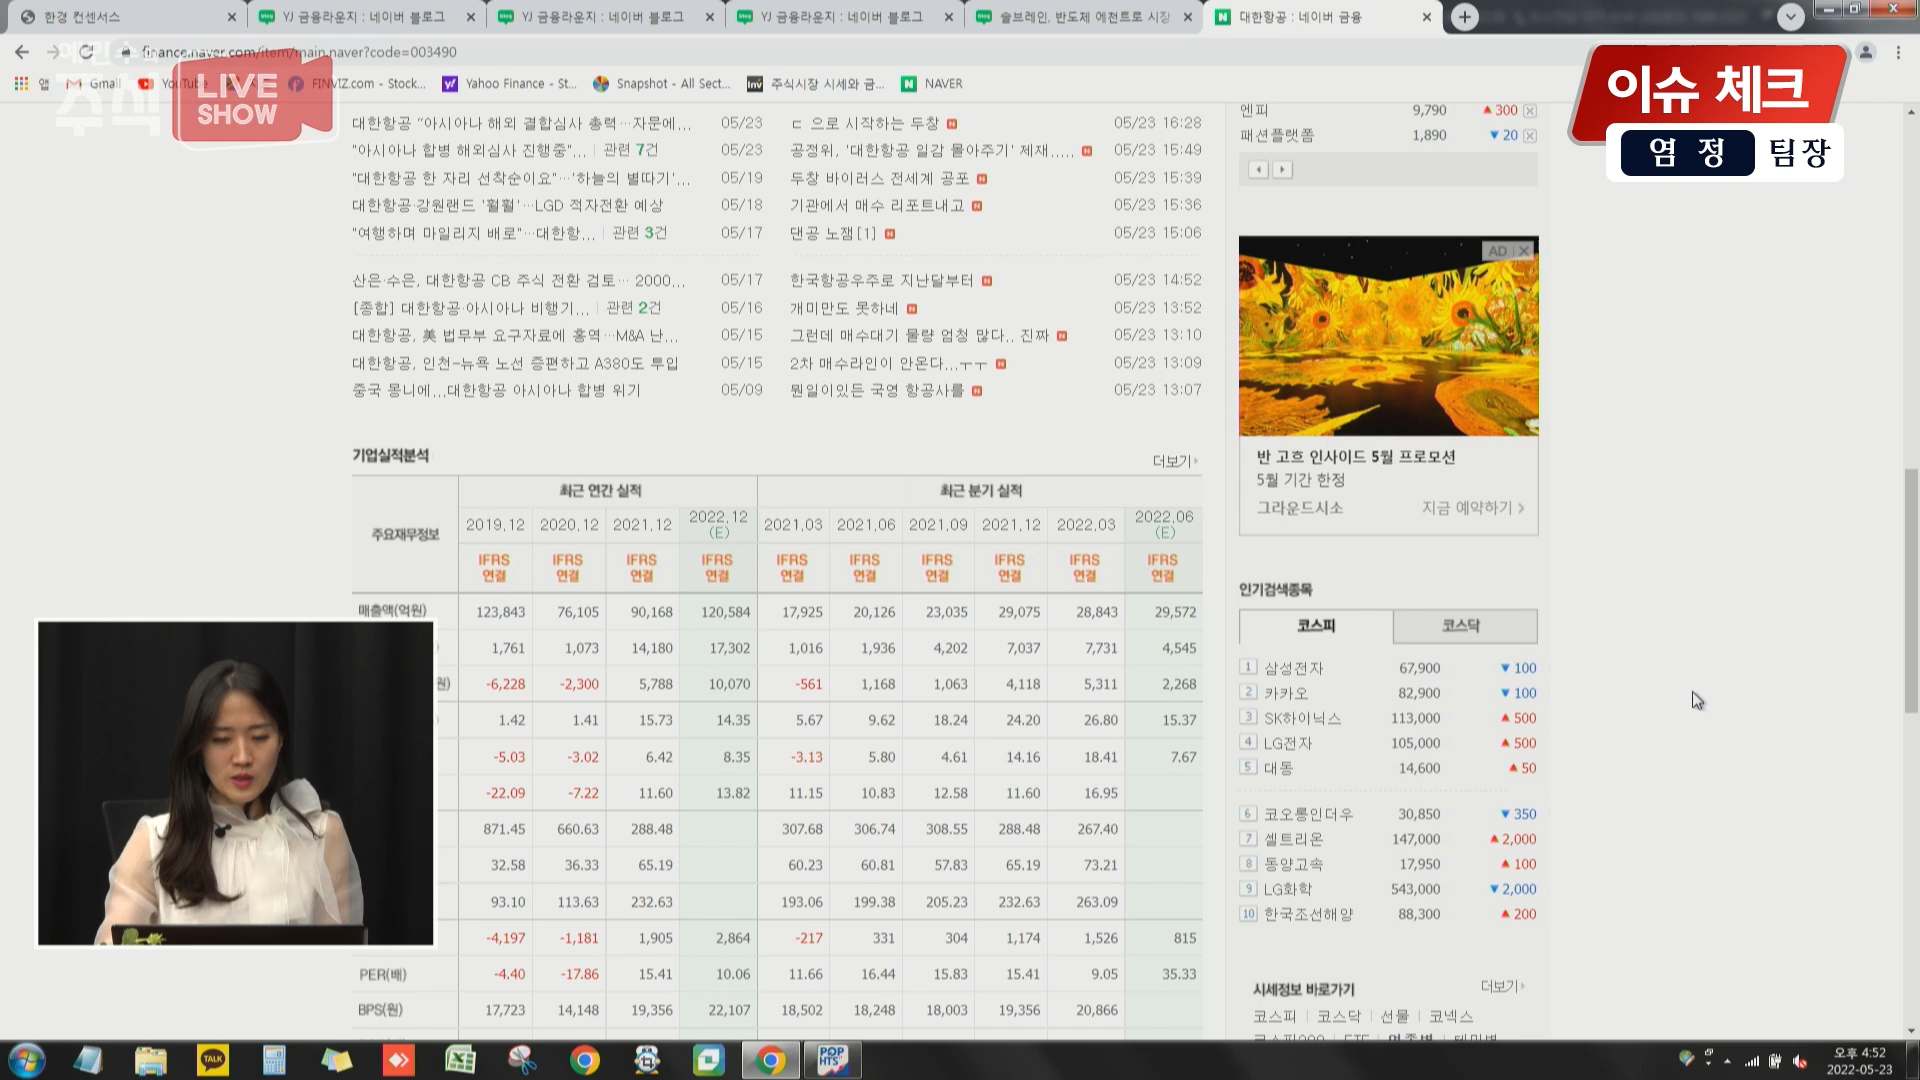 한경 컨센서스
YJ 금융라운지 : 네이버 블로그
YJ 금융라운지 : 네이버 블로그
YJ 금융라운지 : 네이버 블로그
솔브레인, 반도체 에천트로 시장
대한항공 : 네이버 금융
finance.naver.com/item/main.naver?code=003490
앱
Gmail
YouTube
FINVIZ.com - Stock...
Yahoo Finance - St...
Snapshot - All Sect...
주식시장 시세와 금...
NAVER
주식
LIVE
SHOW
이슈 체크
염 정 팀장
대한항공 “아시아나 해외 결합심사 총력…자문에... 05/23
"아시아나 합병 해외심사 진행중"... 관련 7건 05/23
"대한항공 한 자리 선착순이요"…'하늘의 별따기'... 05/19
대한항공·강원랜드 '훨훨'…LGD 적자전환 예상 05/18
"여행하며 마일리지 배로"…대한항... 관련 3건 05/17
산은·수은, 대한항공 CB 주식 전환 검토… 2000... 05/17
[종합] 대한항공·아시아나 비행기... 관련 2건 05/16
대한항공, 美 법무부 요구자료에 홍역…M&A 난... 05/15
대한항공, 인천-뉴욕 노선 증편하고 A380도 투입 05/15
중국 몽니에...대한항공 아시아나 합병 위기 05/09
ㄷ 으로 시작하는 두창 N 05/23 16:28
공정위, '대한항공 일감 몰아주기' 제재..... N 05/23 15:49
두창 바이러스 전세계 공포 N 05/23 15:39
기관에서 매수 리포트내고 N 05/23 15:36
댄공 노잼[1] N 05/23 15:06
한국항공우주로 지난달부터 N 05/23 14:52
개미만도 못하네 N 05/23 13:52
그런데 매수대기 물량 엄청 많다.. 진짜 N 05/23 13:10
2차 매수라인이 안온다...ㅜㅜ N 05/23 13:09
뭔일이있든 국영 항공사를 N 05/23 13:07
엔피 9,790 ▲300
패션플랫폼 1,890 ▼20
AD
반 고흐 인사이드 5월 프로모션
5월 기간 한정
그라운드시소 지금 예약하기 >
기업실적분석 더보기
주요재무정보 최근 연간 실적 최근 분기 실적
2019.12 2020.12 2021.12 2022.12 (E) 2021.03 2021.06 2021.09 2021.12 2022.03 2022.06 (E)
IFRS IFRS IFRS IFRS IFRS IFRS IFRS IFRS IFRS IFRS
연결 연결 연결 연결 연결 연결 연결 연결 연결 연결
매출액(억원) 123,843 76,105 90,168 120,584 17,925 20,126 23,035 29,075 28,843 29,572
1,761 1,073 14,180 17,302 1,016 1,936 4,202 7,037 7,731 4,545
원) -6,228 -2,300 5,788 10,070 -561 1,168 1,063 4,118 5,311 2,268
1.42 1.41 15.73 14.35 5.67 9.62 18.24 24.20 26.80 15.37
-5.03 -3.02 6.42 8.35 -3.13 5.80 4.61 14.16 18.41 7.67
-22.09 -7.22 11.60 13.82 11.15 10.83 12.58 11.60 16.95
871.45 660.63 288.48 307.68 306.74 308.55 288.48 267.40
32.58 36.33 65.19 60.23 60.81 57.83 65.19 73.21
93.10 113.63 232.63 193.06 199.38 205.23 232.63 263.09
-4,197 -1,181 1,905 2,864 -217 331 304 1,174 1,526 815
PER(배) -4.40 -17.86 15.41 10.06 11.66 16.44 15.83 15.41 9.05 35.33
BPS(원) 17,723 14,148 19,356 22,107 18,502 18,248 18,003 19,356 20,866
인기검색종목
코스피 코스닥
1 삼성전자 67,900 ▼100
2 카카오 82,900 ▼100
3 SK하이닉스 113,000 ▲500
4 LG전자 105,000 ▲500
5 대동 14,600 ▲50
6 코오롱인더우 30,850 ▼350
7 셀트리온 147,000 ▲2,000
8 동양고속 17,950 ▲100
9 LG화학 543,000 ▼2,000
10 한국조선해양 88,300 ▲200
시세정보 바로가기 더보기
코스피 코스닥 선물 코넥스
TALK
POP
HTS
오후 4:52
2022-05-23